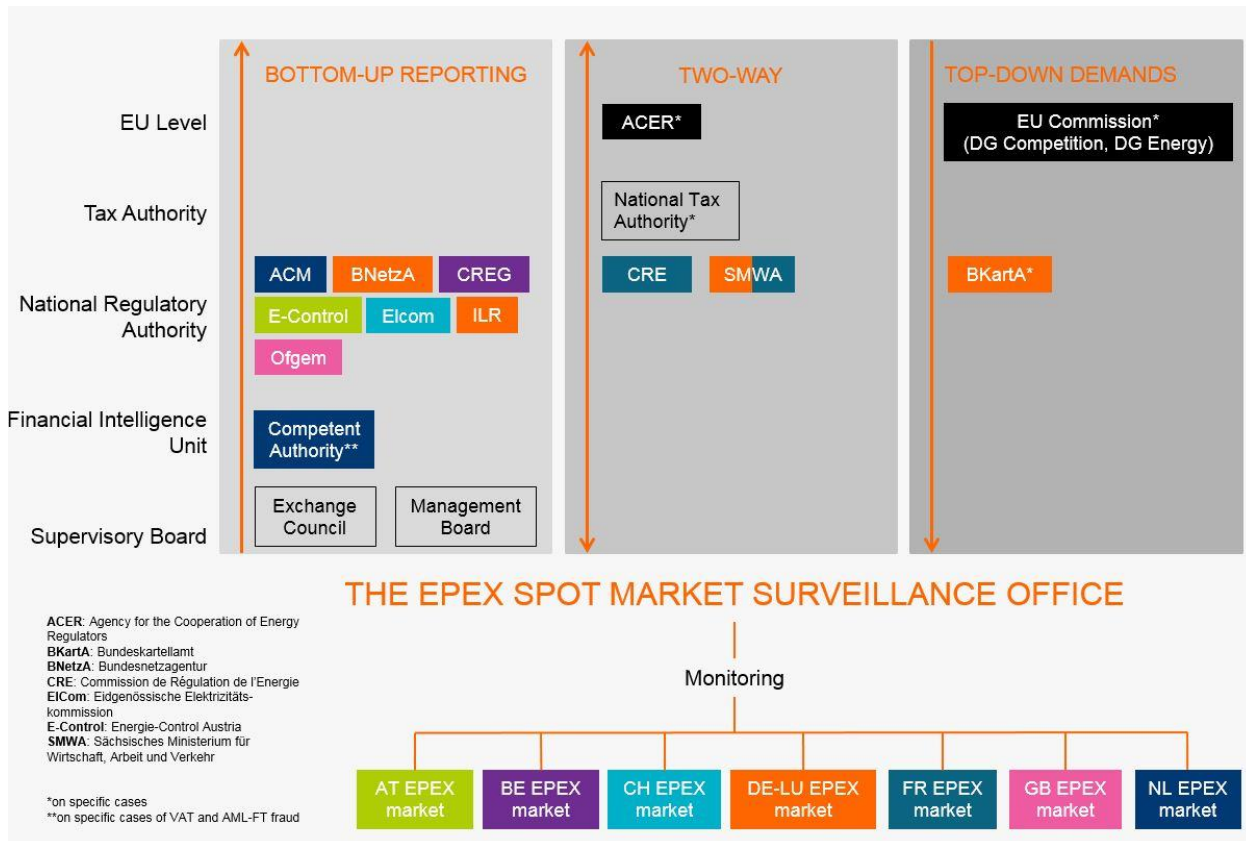 BOTTOM-UP REPORTING
TWO-WAY
TOP-DOWN DEMANDS
EU Level
ACER*
EU Commission*
(DG Competition, DG Energy)
Tax Authority
National Tax
Authority*
National Regulatory
Authority
ACM
BNetzA
CREG
CRE
SMWA
BKartA*
E-Control
Elcom
ILR
Ofgem
Financial Intelligence
Unit
Competent
Authority**
Supervisory Board
Exchange
Council
Management
Board
THE EPEX SPOT MARKET SURVEILLANCE OFFICE
Monitoring
ACER: Agency for the Cooperation of Energy
Regulators
BKartA: Bundeskartellamt
BNetzA: Bundesnetzagentur
CRE: Commission de Régulation de l'Energie
ElCom: Eidgenössische Elektrizitäts-
kommission
E-Control: Energie-Control Austria
SMWA: Sächsisches Ministerium für
Wirtschaft, Arbeit und Verkehr
*on specific cases
**on specific cases of VAT and AML-FT fraud
AT EPEX
market
BE EPEX
market
CH EPEX
market
DE-LU EPEX
market
FR EPEX
market
GB EPEX
market
NL EPEX
market